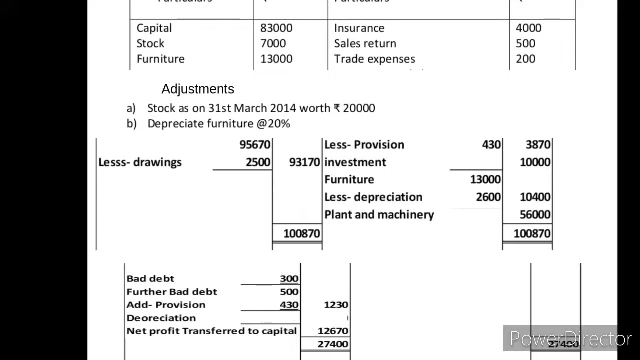 Particulars Particulars
Capital 83000 Insurance 4000
Stock 7000 Sales return 500
Furniture 13000 Trade expenses 200
Adjustments
a) Stock as on 31st March 2014 worth ₹ 20000
b) Depreciate furniture @20%
95670 Less- Provision 430 3870
Lesss- drawings 2500 93170 investment 10000
Furniture 13000
Less- depreciation 2600 10400
Plant and machinery 56000
100870 100870
Bad debt 300
Further Bad debt 500
Add- Provision 430 1230
Deoreciation
Net profit Transferred to capital 12670
27400 27400
PowerDirector